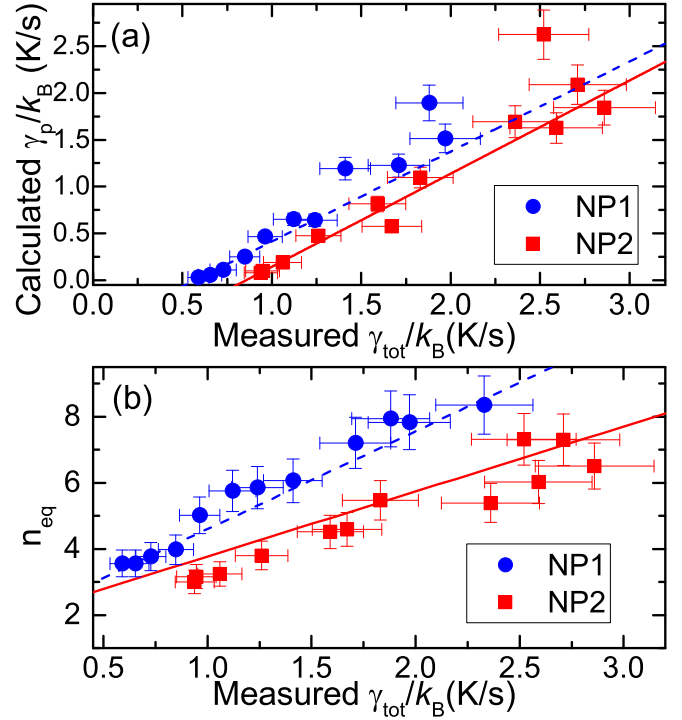 (a)
Calculated γp/kB (K/s)
2.5
2.0
1.5
1.0
0.5
0.0
NP1
NP2
0.0 0.5 1.0 1.5 2.0 2.5 3.0
Measured γtot/kB(K/s)
(b)
neq
8
6
4
2
NP1
NP2
0.5 1.0 1.5 2.0 2.5 3.0
Measured γtot/kB(K/s)